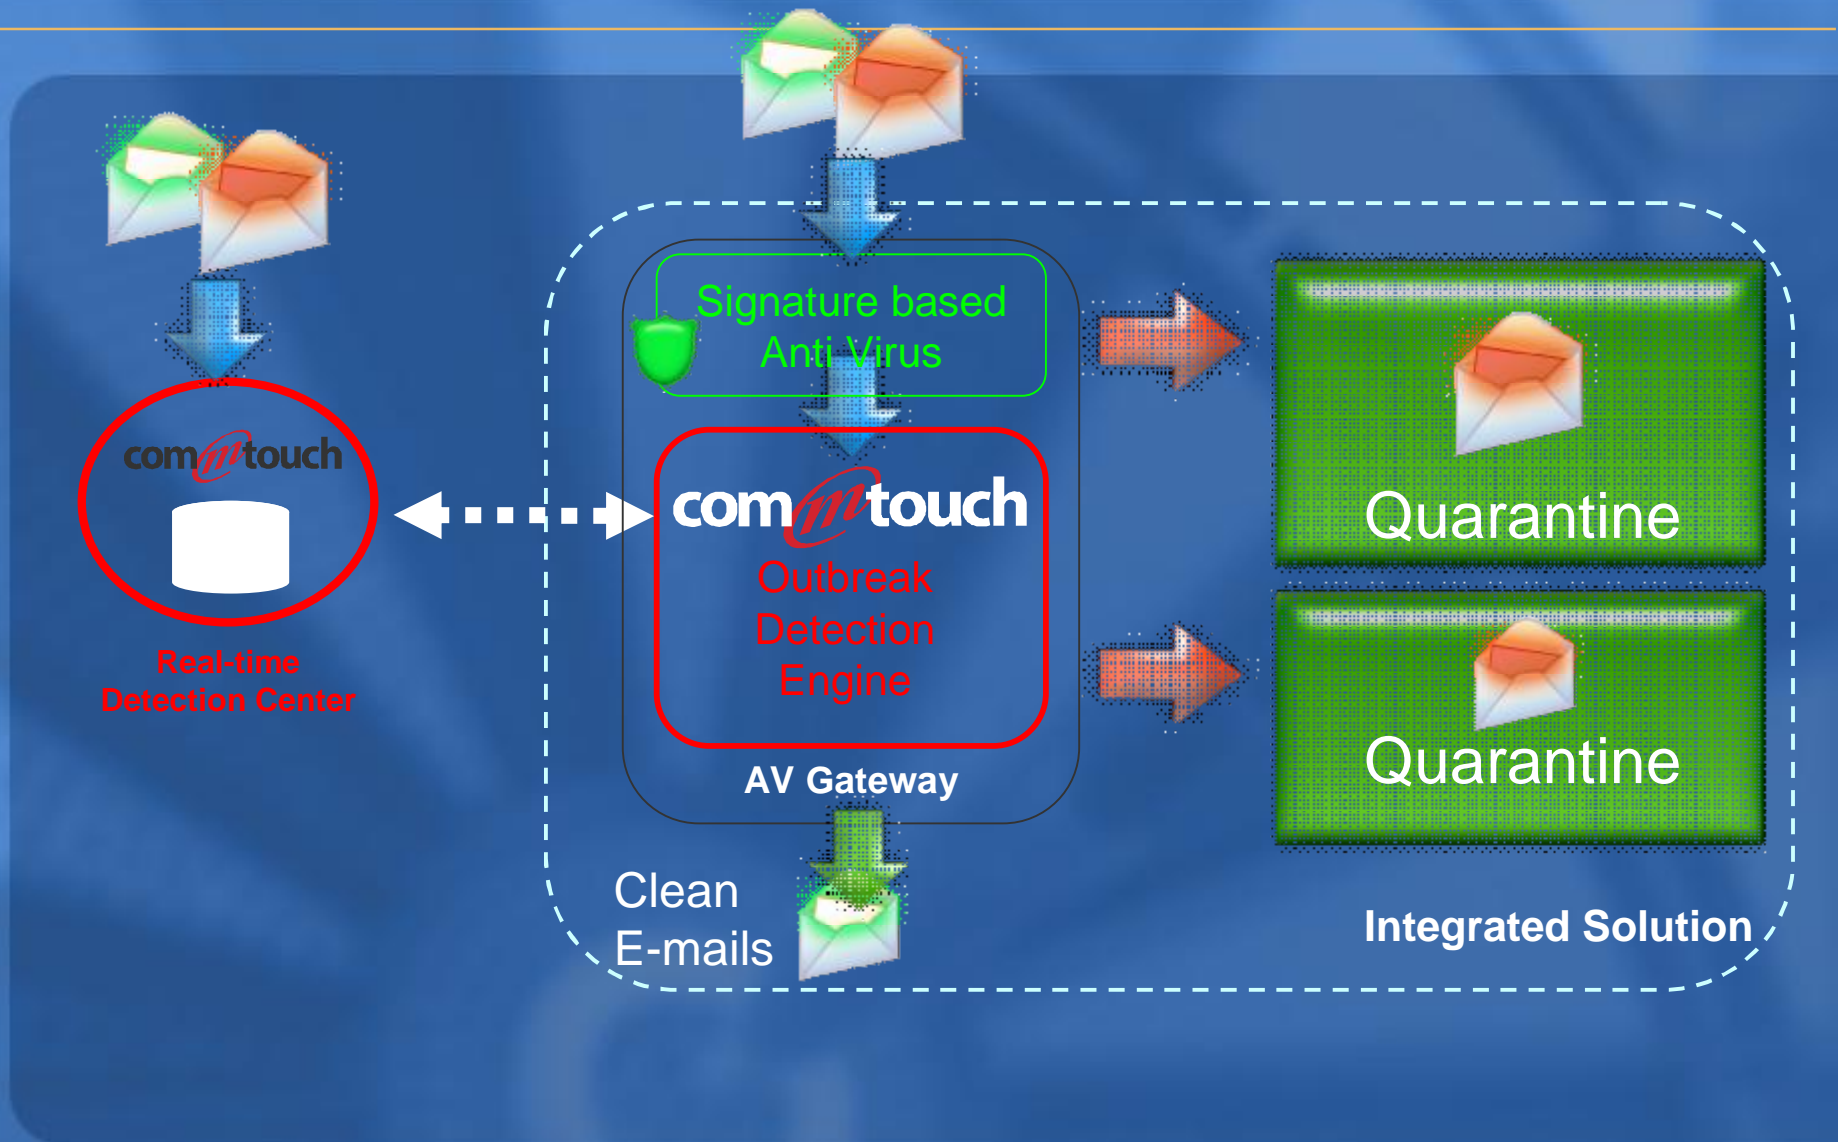 commtouch
Real-time
Detection Center
Signature based
Anti Virus
commtouch
Outbreak
Detection
Engine
AV Gateway
Clean
E-mails
Quarantine
Quarantine
Integrated Solution